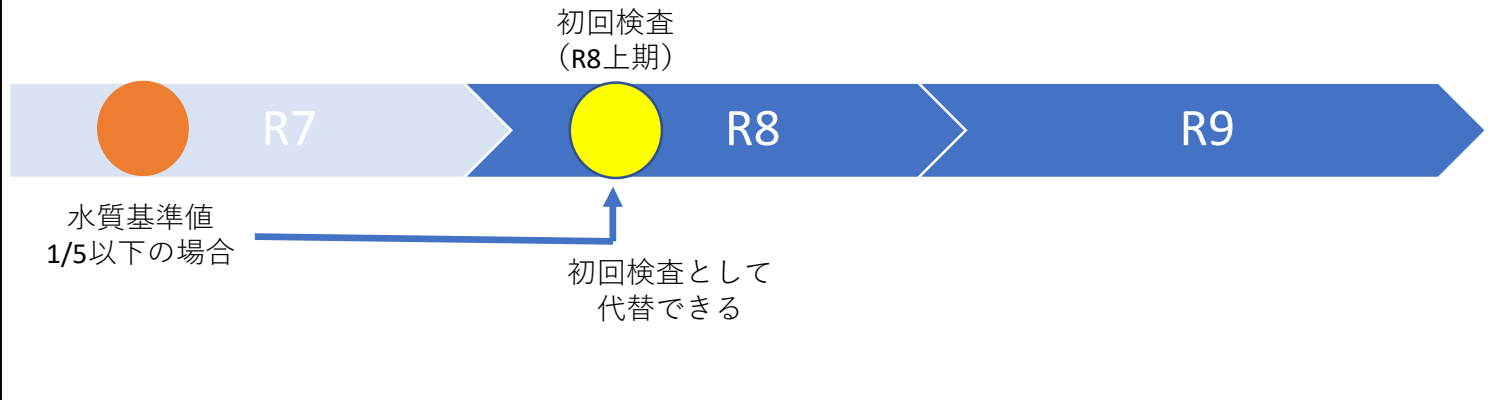 初回検査
（R8上期）
R7
R8
R9
水質基準値
1/5以下の場合
初回検査として
代替できる